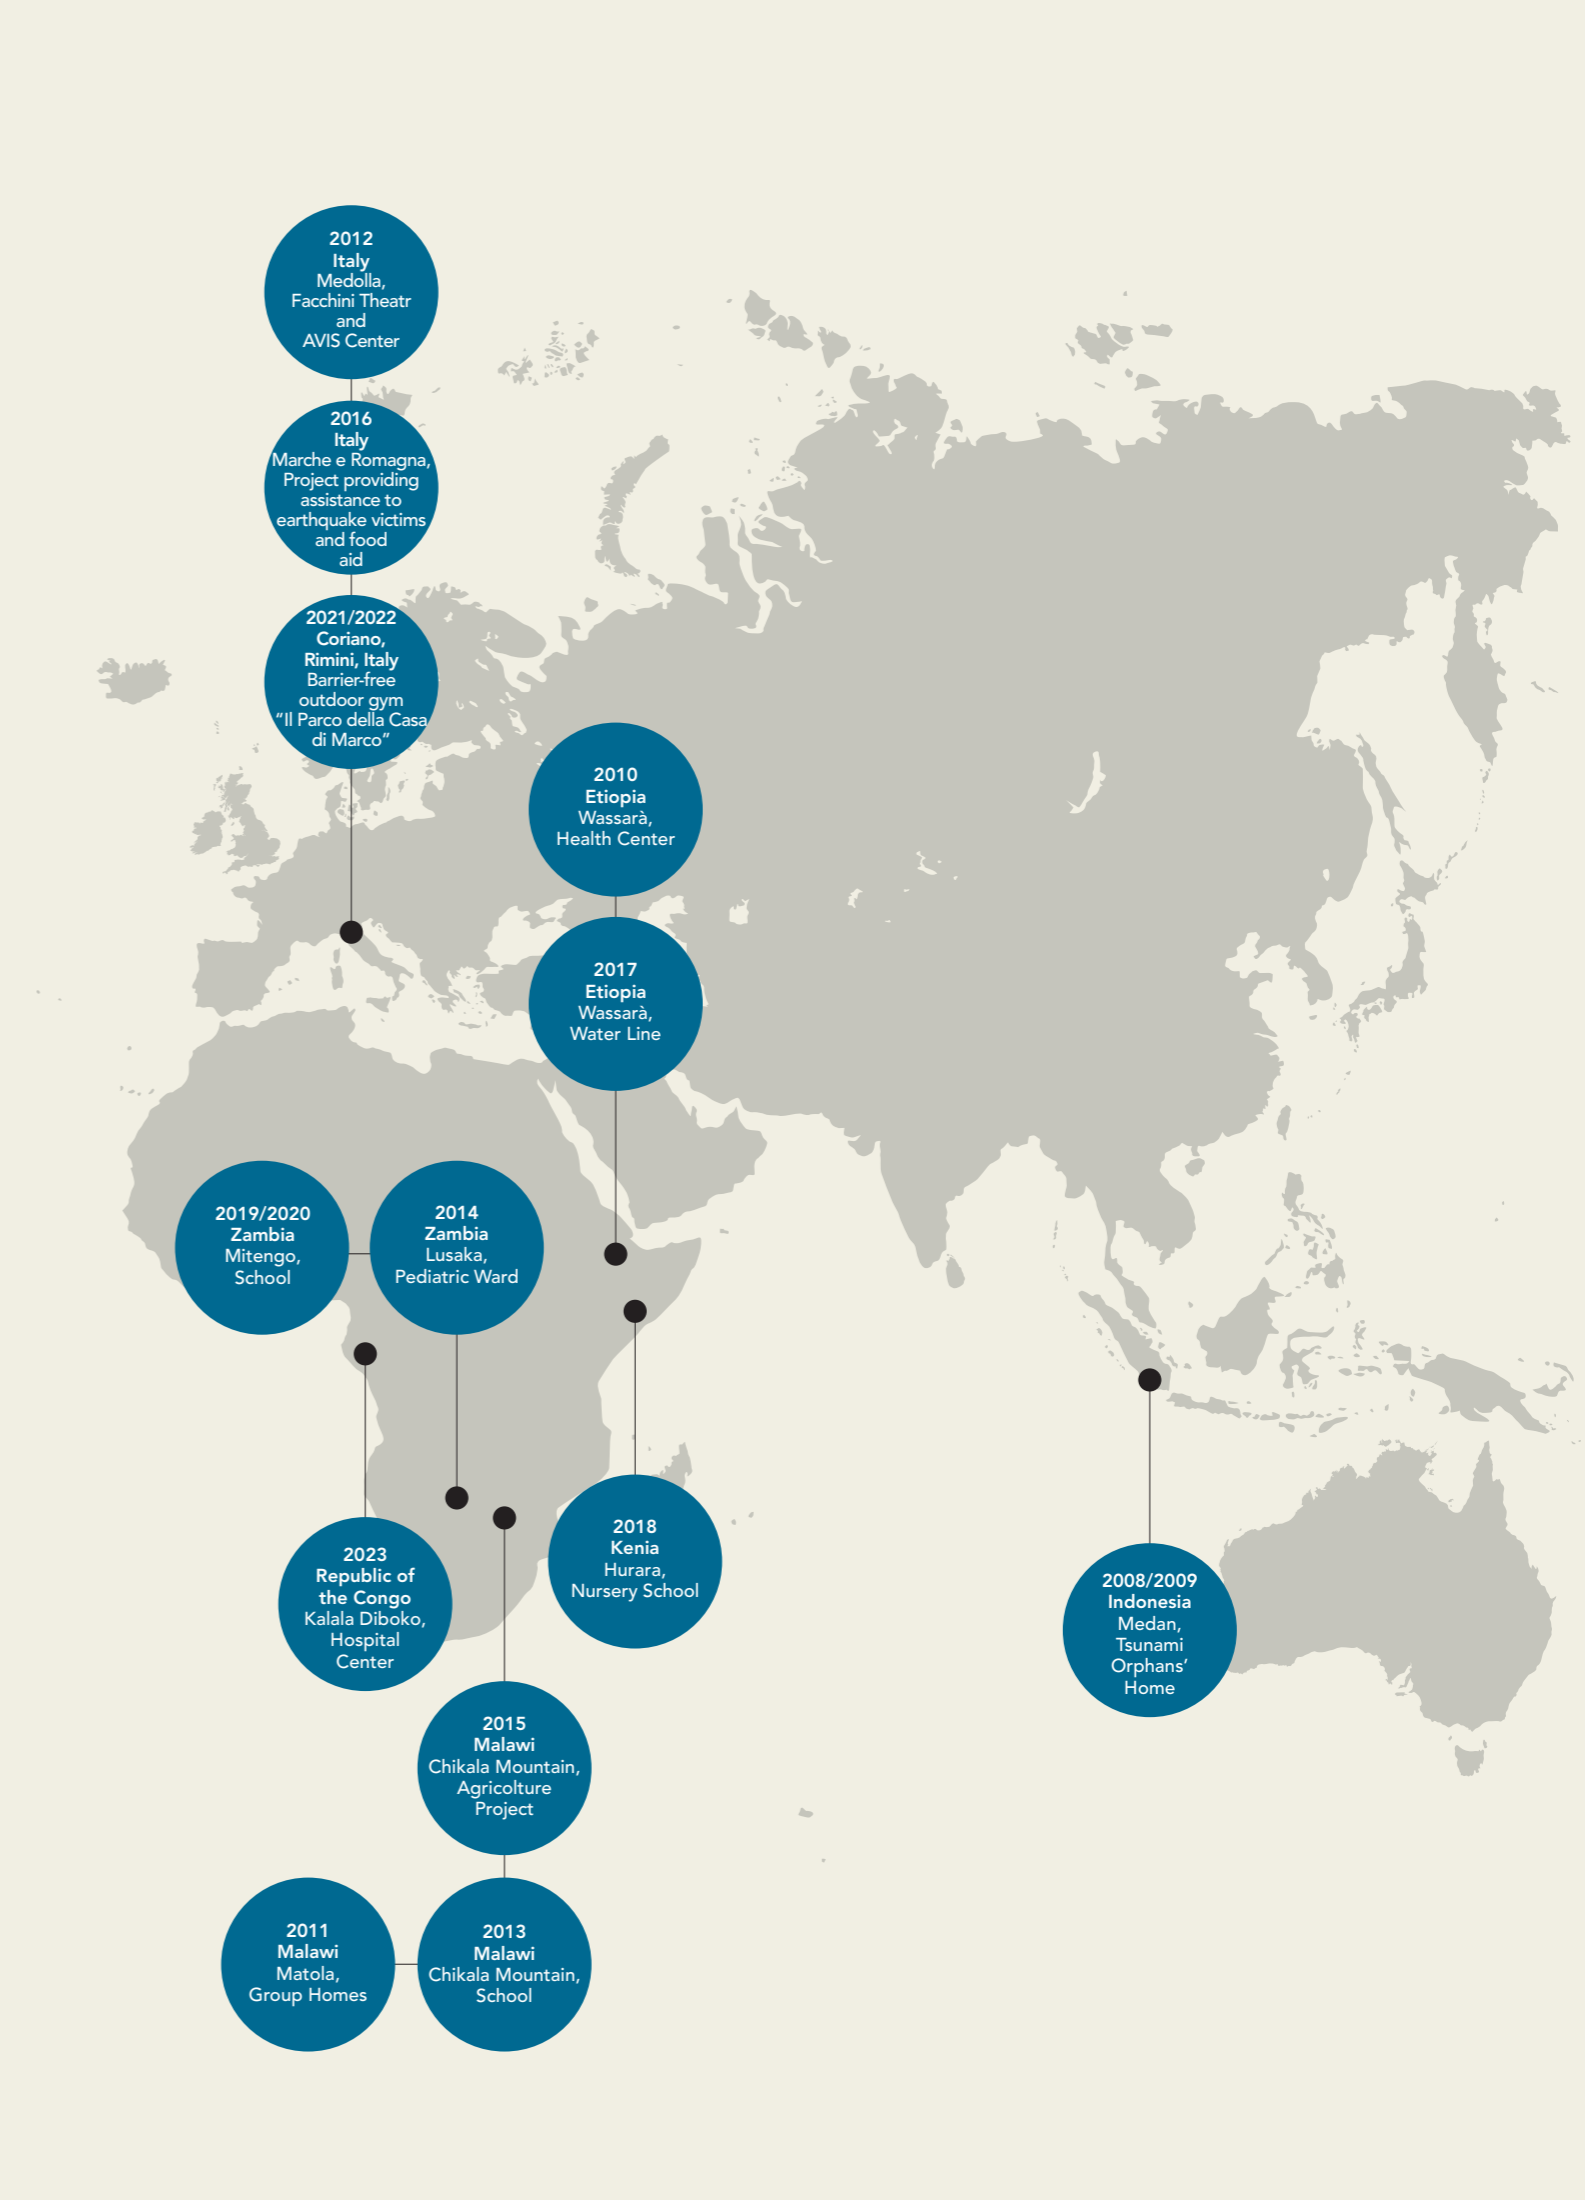 2012
Italy
Medolla,
Facchini Theatr
and
AVIS Center
2016
Italy
Marche e Romagna,
Project providing
assistance to
earthquake victims
and food
aid
2021/2022
Coriano,
Rimini, Italy
Barrier-free
outdoor gym
“Il Parco della Casa
di Marco”
2010
Etiopia
Wassarà,
Health Center
2017
Etiopia
Wassarà,
Water Line
2019/2020
Zambia
Mitengo,
School
2014
Zambia
Lusaka,
Pediatric Ward
2023
Republic of
the Congo
Kalala Diboko,
Hospital
Center
2018
Kenia
Hurara,
Nursery School
2008/2009
Indonesia
Medan,
Tsunami
Orphans’
Home
2015
Malawi
Chikala Mountain,
Agricolture
Project
2011
Malawi
Matola,
Group Homes
2013
Malawi
Chikala Mountain,
School